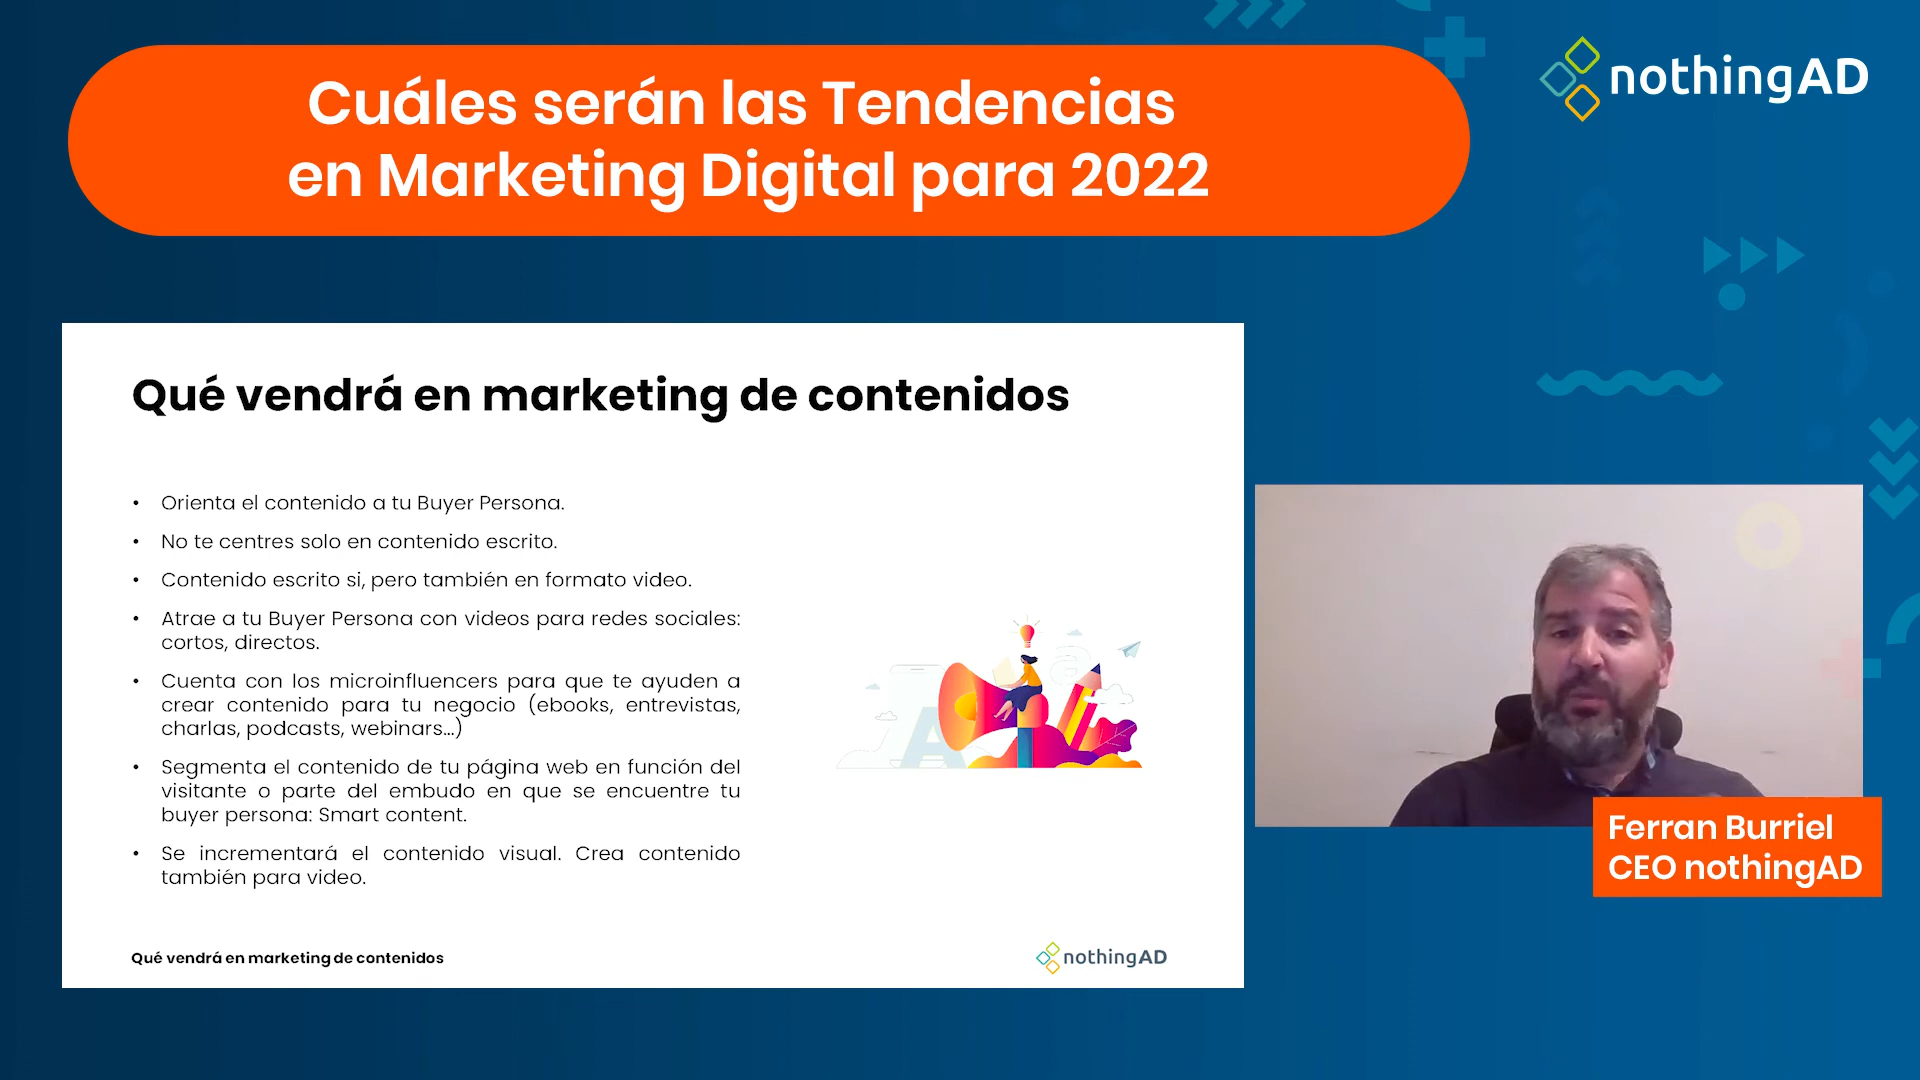 Cuáles serán las Tendencias
en Marketing Digital para 2022
nothingAD
Qué vendrá en marketing de contenidos
• Orienta el contenido a tu Buyer Persona.
• No te centres solo en contenido escrito.
• Contenido escrito si, pero también en formato video.
• Atrae a tu Buyer Persona con videos para redes sociales:
cortos, directos.
• Cuenta con los microinfluencers para que te ayuden a
crear contenido para tu negocio (ebooks, entrevistas,
charlas, podcasts, webinars...)
• Segmenta el contenido de tu página web en función del
visitante o parte del embudo en que se encuentre tu
buyer persona: Smart content.
• Se incrementará el contenido visual. Crea contenido
también para video.
A
B
a
Qué vendrá en marketing de contenidos
nothingAD
Ferran Burriel
CEO nothingAD